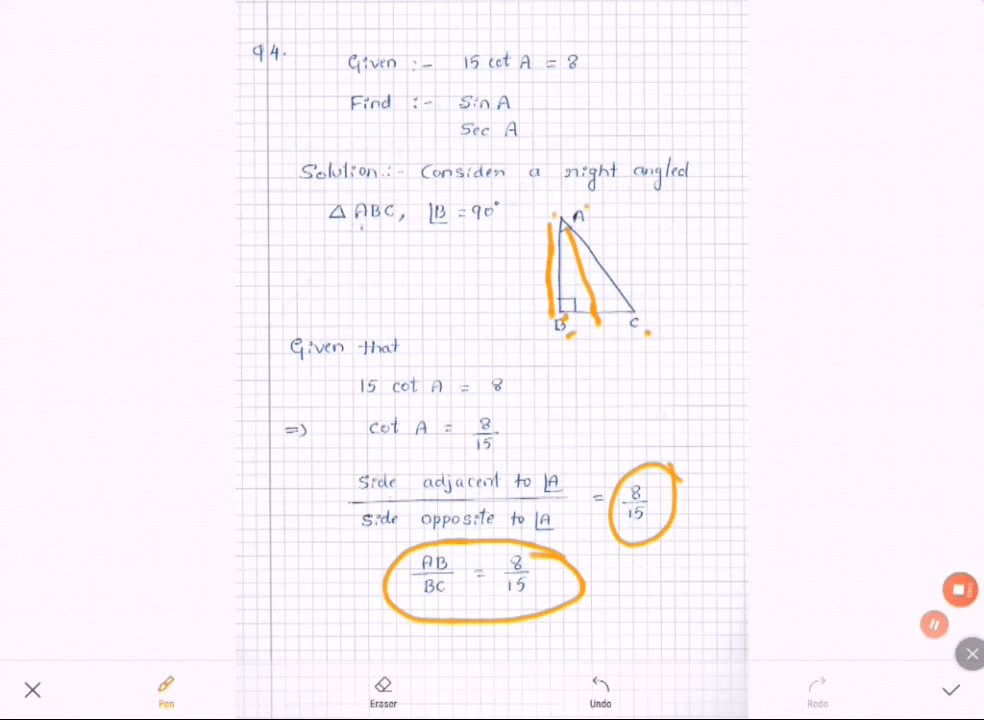 Q4.
Given :- 15 cot A = 8
Find :- Sin A
Sec A
Solution :- Consider a right angled
△ ABC, ∠B = 90°
A
B
C
Given that
15 cot A = 8
=) cot A = 8/15
Side adjacent to ∠A / Side opposite to ∠A = 8/15
AB/BC = 8/15
Pen
Eraser
Undo
Redo